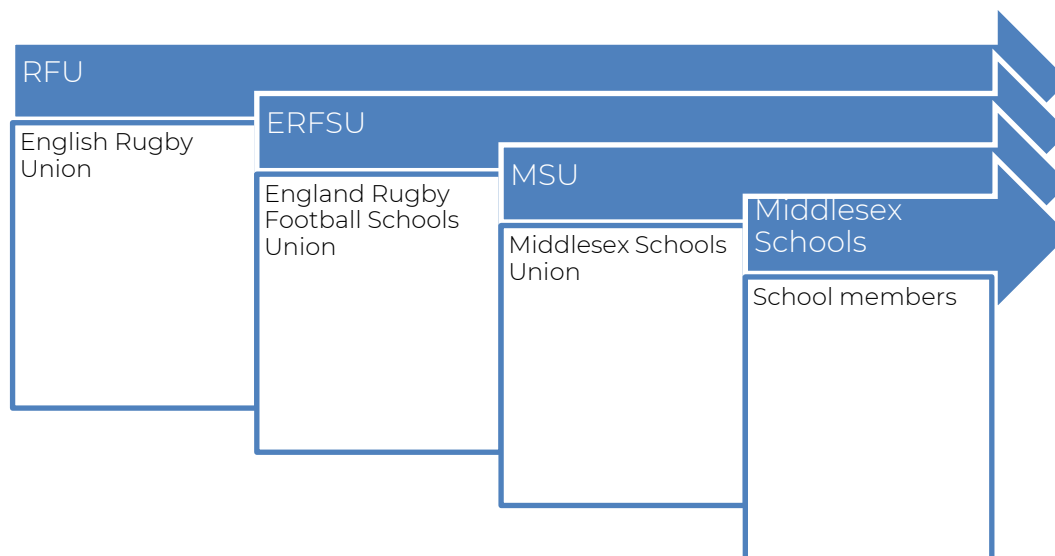 RFU
English Rugby
Union
ERFSU
England Rugby
Football Schools
Union
MSU
Middlesex Schools
Union
Middlesex
Schools
School members